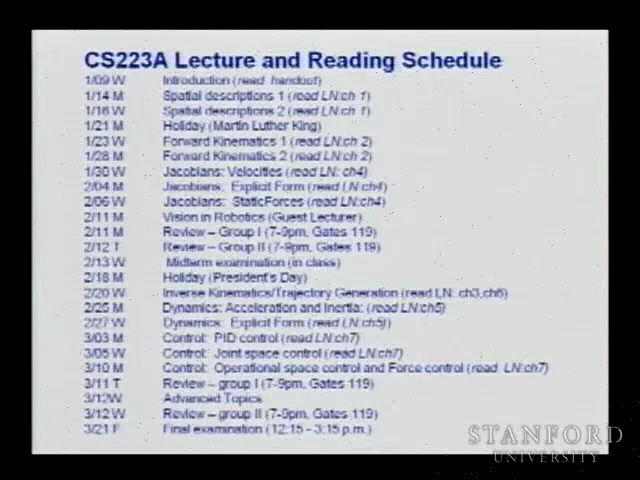 CS223A Lecture and Reading Schedule
1/09 W Introduction (read handout)
1/14 M Spatial descriptions 1 (read LN:ch 1)
1/16 W Spatial descriptions 2 (read LN:ch 1)
1/21 M Holiday (Martin Luther King)
1/23 W Forward Kinematics 1 (read LN:ch 2)
1/28 M Forward Kinematics 2 (read LN:ch 2)
1/30 W Jacobians: Velocities (read LN: ch4)
2/04 M Jacobians: Explicit Form (read LN:ch4)
2/06 W Jacobians: StaticForces (read LN:ch4)
2/11 M Vision in Robotics (Guest Lecturer)
2/11 M Review – Group I (7-9pm, Gates 119)
2/12 T Review – Group II (7-9pm, Gates 119)
2/13 W Midterm examination (in class)
2/18 M Holiday (President's Day)
2/20 W Inverse Kinematics/Trajectory Generation (read LN: ch3,ch6)
2/25 M Dynamics: Acceleration and Inertia: (read LN:ch5)
2/27 W Dynamics: Explicit Form (read LN:ch5))
3/03 M Control: PID control (read LN:ch7)
3/05 W Control: Joint space control (read LN:ch7)
3/10 M Control: Operational space control and Force control (read LN:ch7)
3/11 T Review – group I (7-9pm, Gates 119)
3/12W Advanced Topics
3/12 W Review – group II (7-9pm, Gates 119)
3/21 F Final examination (12:15 - 3:15 p.m.)
STANFORD
UNIVERSITY